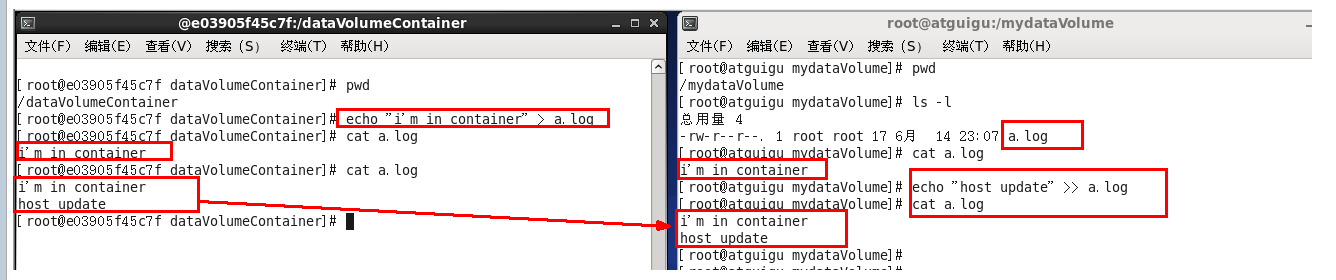 @e03905f45c7f:/dataVolumeContainer
文件(F) 编辑(E) 查看(V) 搜索 (S) 终端(T) 帮助(H)
[root@e03905f45c7f dataVolumeContainer]# pwd
/dataVolumeContainer
[root@e03905f45c7f dataVolumeContainer]# echo "i'm in container" > a.log
[root@e03905f45c7f dataVolumeContainer]# cat a.log
i'm in container
[root@e03905f45c7f dataVolumeContainer]# cat a.log
i'm in container
host update
[root@e03905f45c7f dataVolumeContainer]#
root@atguigu:/mydataVolume
文件(F) 编辑(E) 查看(V) 搜索 (S) 终端(T) 帮助(H)
[root@atguigu mydataVolume]# pwd
/mydataVolume
[root@atguigu mydataVolume]# ls -l
总用量 4
-rw-r--r--. 1 root root 17 6月 14 23:07 a.log
[root@atguigu mydataVolume]# cat a.log
i'm in container
[root@atguigu mydataVolume]# echo "host update" >> a.log
[root@atguigu mydataVolume]# cat a.log
i'm in container
host update
[root@atguigu mydataVolume]#